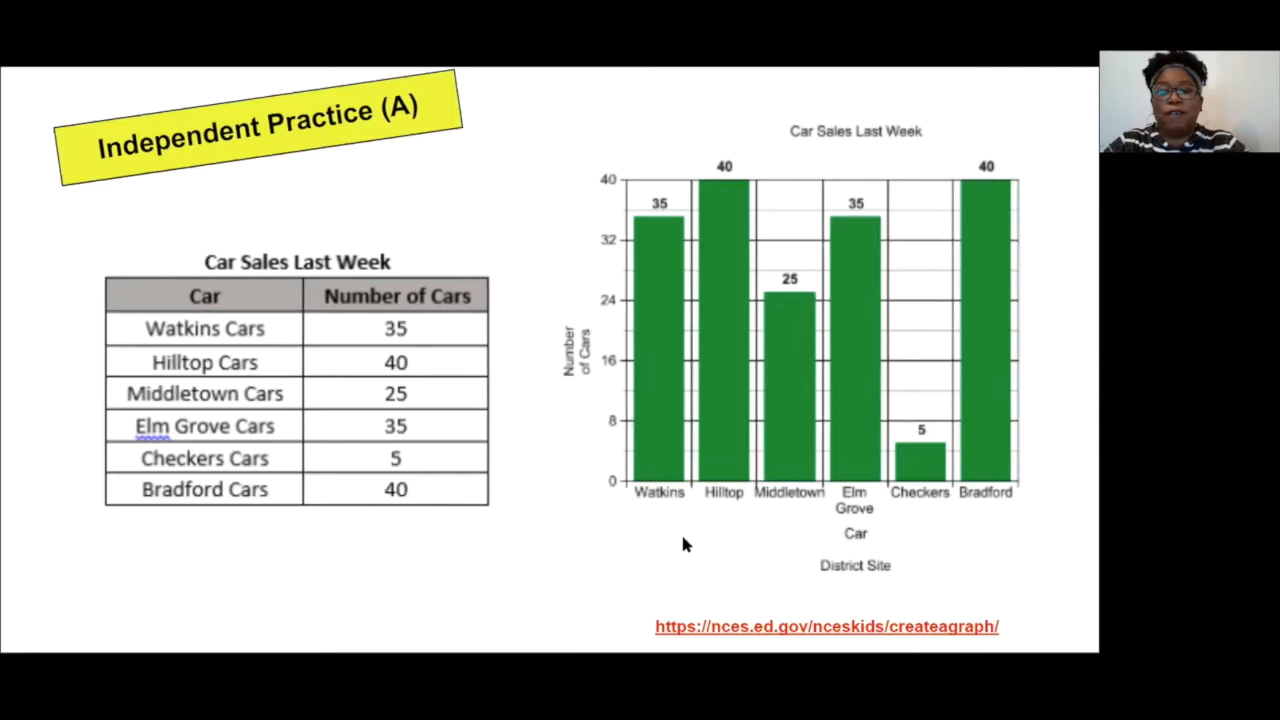 Independent Practice (A)
Car Sales Last Week
Car Number of Cars
Watkins Cars 35
Hilltop Cars 40
Middletown Cars 25
Elm Grove Cars 35
Checkers Cars 5
Bradford Cars 40
Car Sales Last Week
40
32
24
16
8
0
Number
of Cars
35
40
25
35
5
40
Watkins
Hilltop
Middletown
Elm
Grove
Checkers
Bradford
Car
District Site
https://nces.ed.gov/nceskids/createagraph/